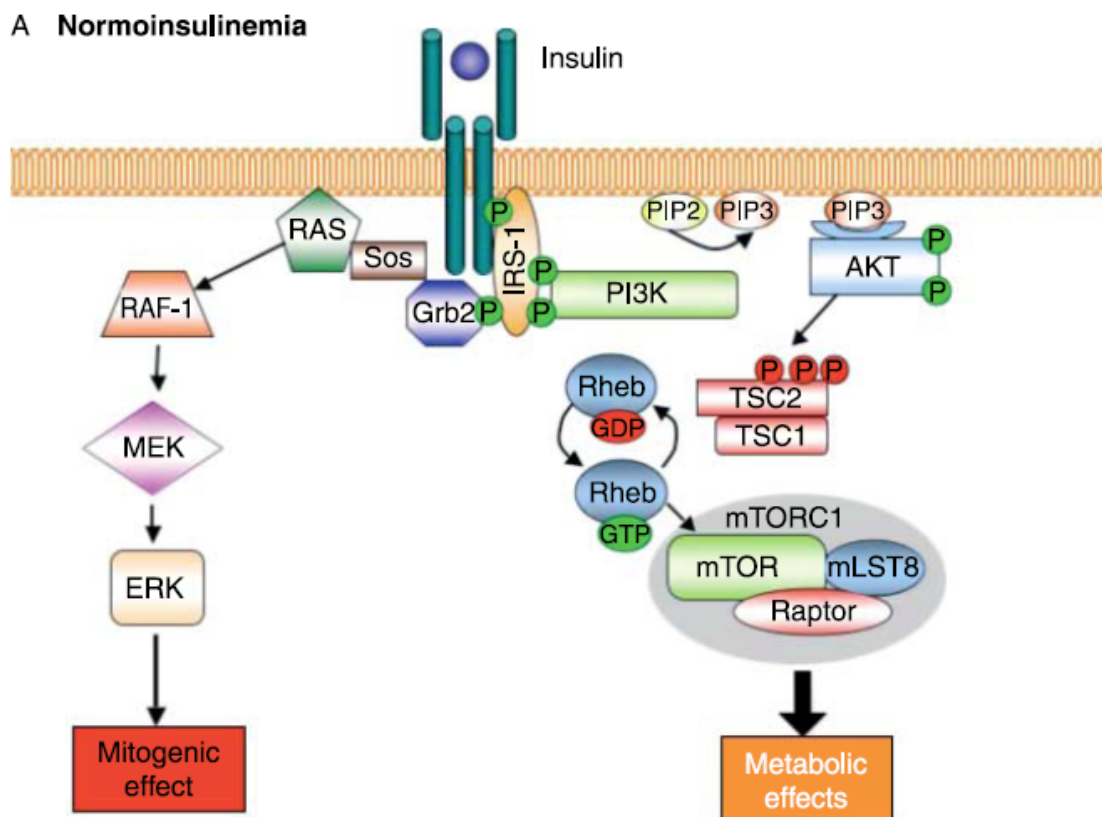 A Normoinsulinemia
Insulin
RAS
Sos
RAF-1
Grb2
P
P
IRS-1
P
P
PI3K
PIP2
PIP3
PIP3
AKT
P
P
MEK
ERK
Mitogenic
effect
P
P
P
TSC2
TSC1
Rheb
GDP
Rheb
GTP
mTORC1
mTOR
mLST8
Raptor
Metabolic
effects